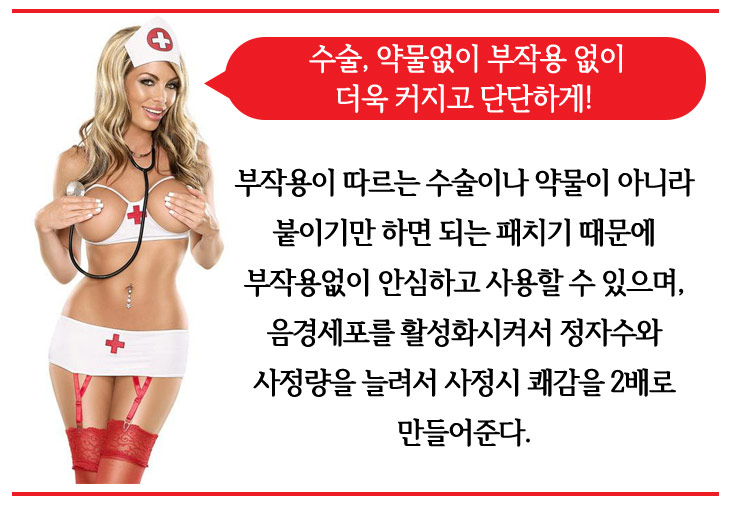 수술, 약물없이 부작용 없이
더욱 커지고 단단하게!
부작용이 따르는 수술이나 약물이 아니라
붙이기만 하면 되는 패치기 때문에
부작용없이 안심하고 사용할 수 있으며,
음경세포를 활성화시켜서 정자수와
사정량을 늘려서 사정시 쾌감을 2배로
만들어준다.